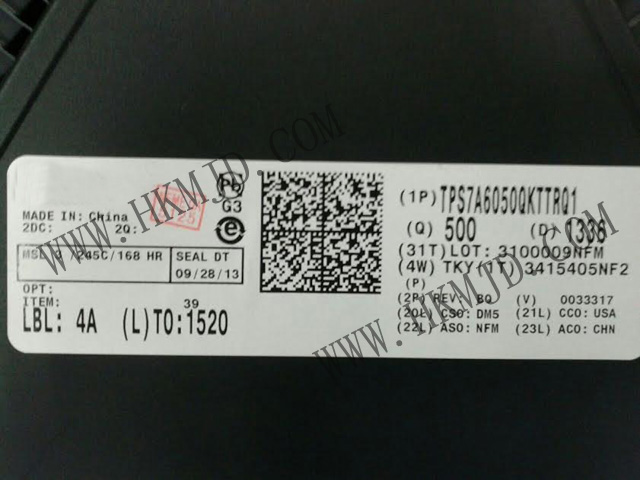 WWW.HKMJD.COM
Pb
G3
e
MADE IN: China
2DC: 2Q:
MSL 3 /245C/168 HR
SEAL DT
09/28/13
OPT:
ITEM:
39
LBL: 4A (L)TO:1520
(1P) TPS7A6050QKTTRQ1
(Q) 500 (D) 1336
(31T)LOT: 3100009NFM
(4W) TKY(1T) 3415405NF2
(P)
(2P) REV: B0 (V) 0033317
(20L) CSO: DM5 (21L) CCO: USA
(22L) ASO: NFM (23L) ACO: CHN
WWW.HKMJD.COM
WWW.HKMJD.COM